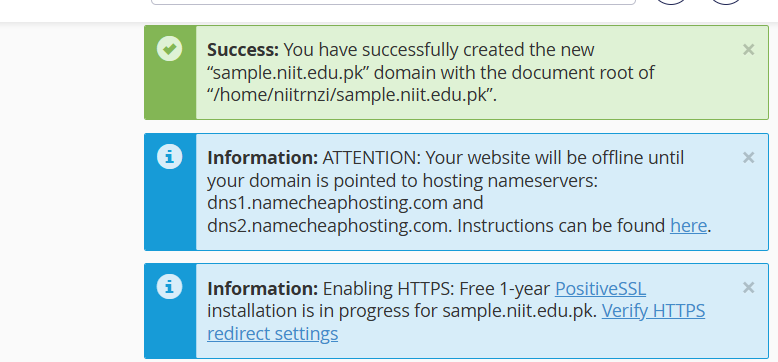 Success: You have successfully created the new
“sample.niit.edu.pk” domain with the document root of
“/home/niitrnzi/sample.niit.edu.pk”.
Information: ATTENTION: Your website will be offline until
your domain is pointed to hosting nameservers:
dns1.namecheaphosting.com and
dns2.namecheaphosting.com. Instructions can be found here.
Information: Enabling HTTPS: Free 1-year PositiveSSL
installation is in progress for sample.niit.edu.pk. Verify HTTPS
redirect settings